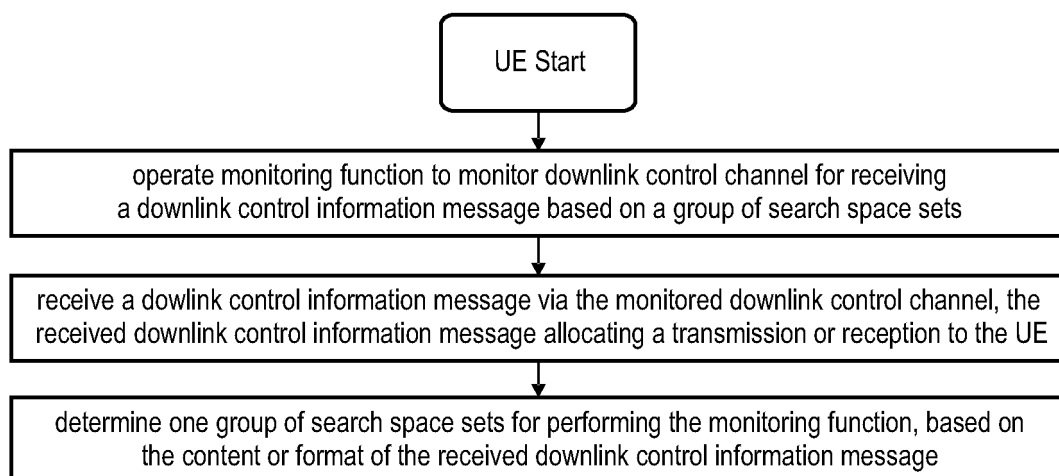 UE Start
operate monitoring function to monitor downlink control channel for receiving
a downlink control information message based on a group of search space sets
receive a dowlink control information message via the monitored downlink control channel, the
received downlink control information message allocating a transmission or reception to the UE
determine one group of search space sets for performing the monitoring function, based on
the content or format of the received downlink control information message